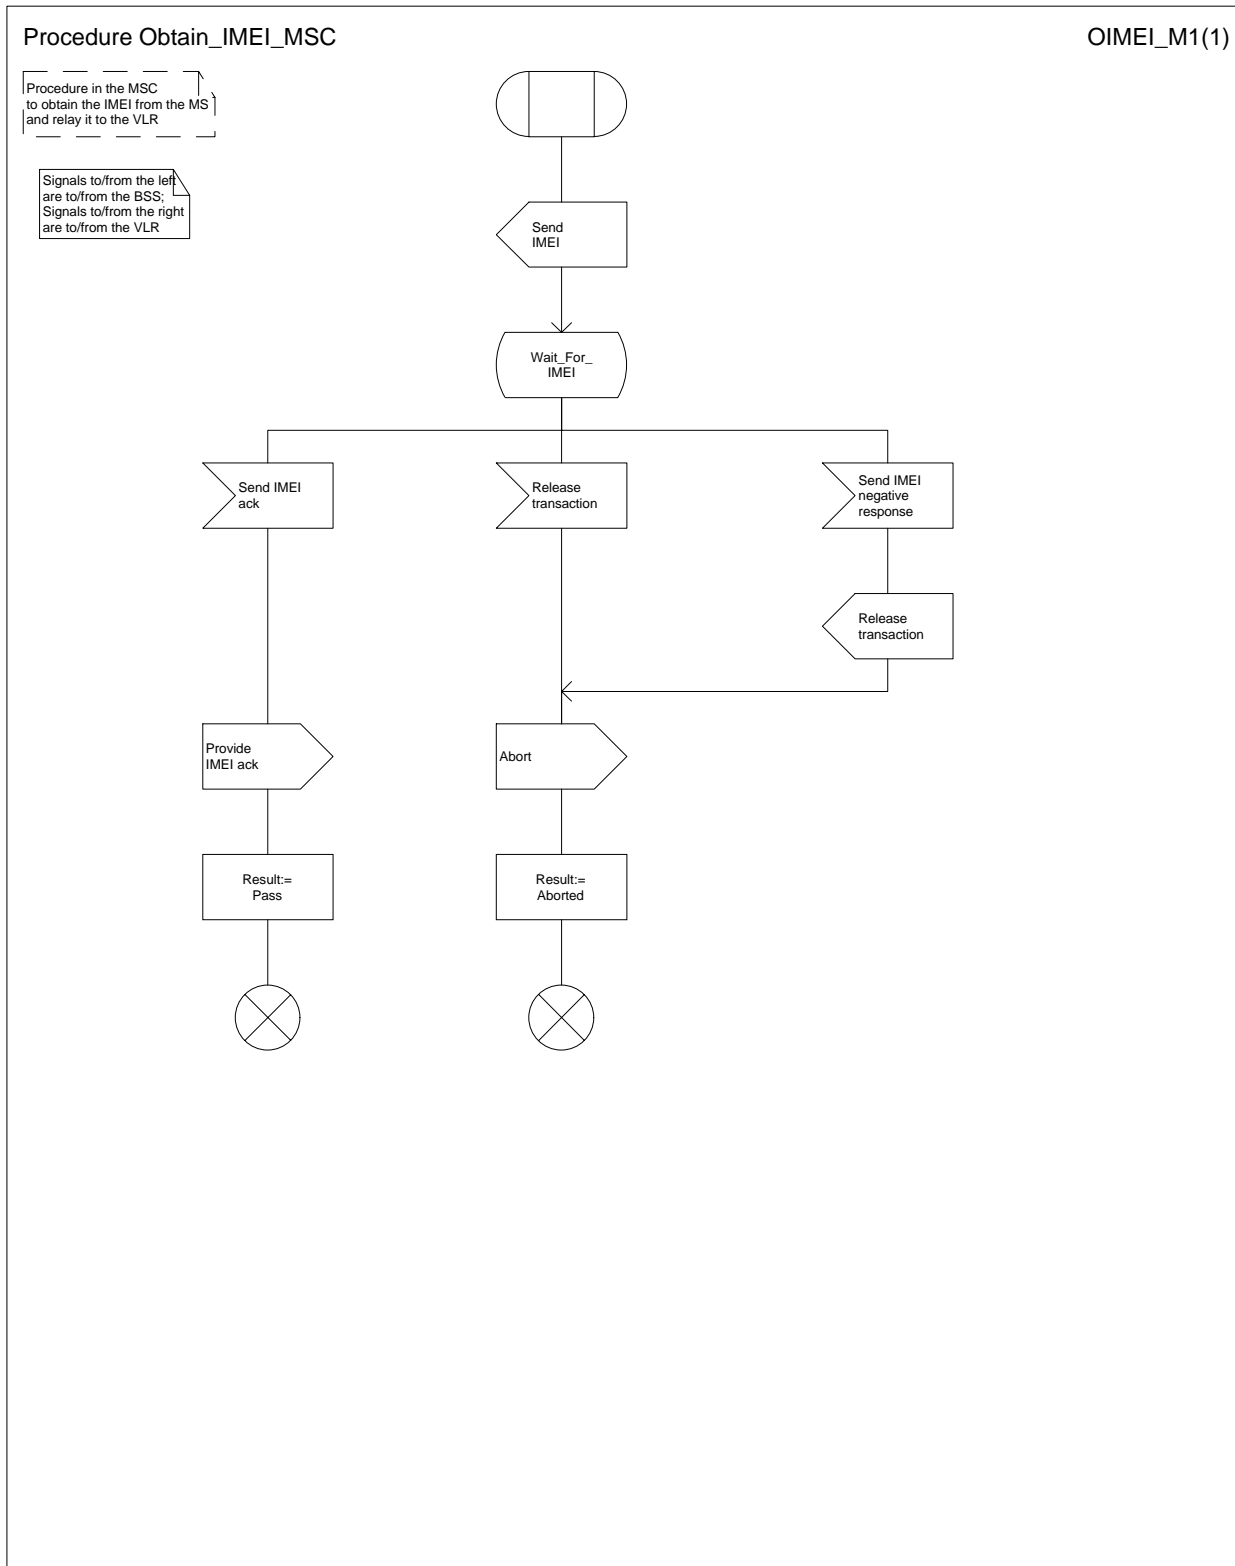 Procedure Obtain_IMEI_MSC
OIMEI_M1(1)
Procedure in the MSC
to obtain the IMEI from the MS
and relay it to the VLR
Signals to/from the left
are to/from the BSS;
Signals to/from the right
are to/from the VLR
Send
IMEI
Wait_For_
IMEI
Send IMEI
ack
Release
transaction
Send IMEI
negative
response
Release
transaction
Provide
IMEI ack
Abort
Result:=
Pass
Result:=
Aborted